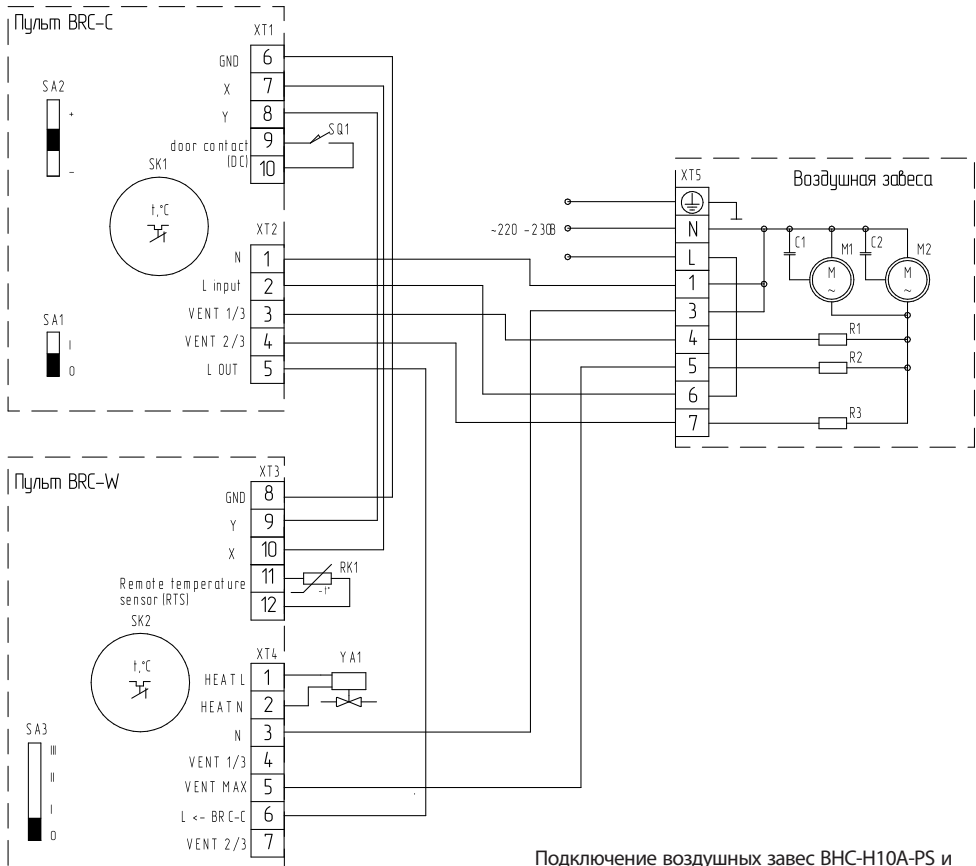 Пульт BRC-C
XT1
GND 6
X 7
Y 8
door contact (DC) 9
10
SQ1
SA2
+
-
SK1
t,°C
XT2
N 1
L input 2
VENT 1/3 3
VENT 2/3 4
L OUT 5
SA1
I
0
~220 -230В
XT5
Воздушная завеса
N
L
1
3
4
5
6
7
C1
M1
M
~
C2
M2
M
~
R1
R2
R3
Пульт BRC-W
XT3
GND 8
Y 9
X 10
Remote temperature sensor (RTS) 11
12
RK1
-t°
SK2
t,°C
XT4
HEAT L 1
HEAT N 2
N 3
VENT 1/3 4
VENT MAX 5
L <- BRC-C 6
VENT 2/3 7
YA1
SA3
III
II
I
0
Подключение воздушных завес BHC-H10A-PS и